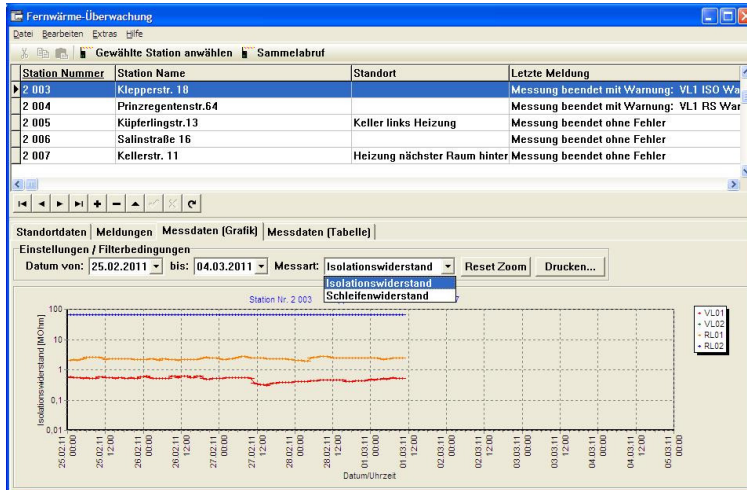 Fernwärme-Überwachung
Datei Bearbeiten Extras Hilfe
Gewählte Station anwählen Sammelabruf
Station Nummer Station Name Standort Letzte Meldung
2 003 Klepperstr. 18 Messung beendet mit Warnung: VL1 ISO Wa
2 004 Prinzregentenstr.64 Messung beendet mit Warnung: VL1 RS War
2 005 Küpferlingstr.13 Keller links Heizung Messung beendet ohne Fehler
2 006 Salinstraße 16 Messung beendet ohne Fehler
2 007 Kellerstr. 11 Heizung nächster Raum hinter Messung beendet ohne Fehler
Standortdaten Meldungen Messdaten (Grafik) Messdaten (Tabelle)
Einstellungen / Filterbedingungen
Datum von: 25.02.2011 bis: 04.03.2011 Messart: Isolationswiderstand Reset Zoom Drucken...
Isolationswiderstand
Schleifenwiderstand
Station Nr. 2 003 7
100
10
1
0,1
0,01
Isolationswiderstand [MOhm]
VL01
VL02
RL01
RL02
25.02.11 00:00
25.02.11 12:00
26.02.11 00:00
26.02.11 12:00
27.02.11 00:00
27.02.11 12:00
28.02.11 00:00
28.02.11 12:00
01.03.11 00:00
01.03.11 12:00
02.03.11 00:00
02.03.11 12:00
03.03.11 00:00
03.03.11 12:00
04.03.11 00:00
04.03.11 12:00
05.03.11 00:00
Datum/Uhrzeit